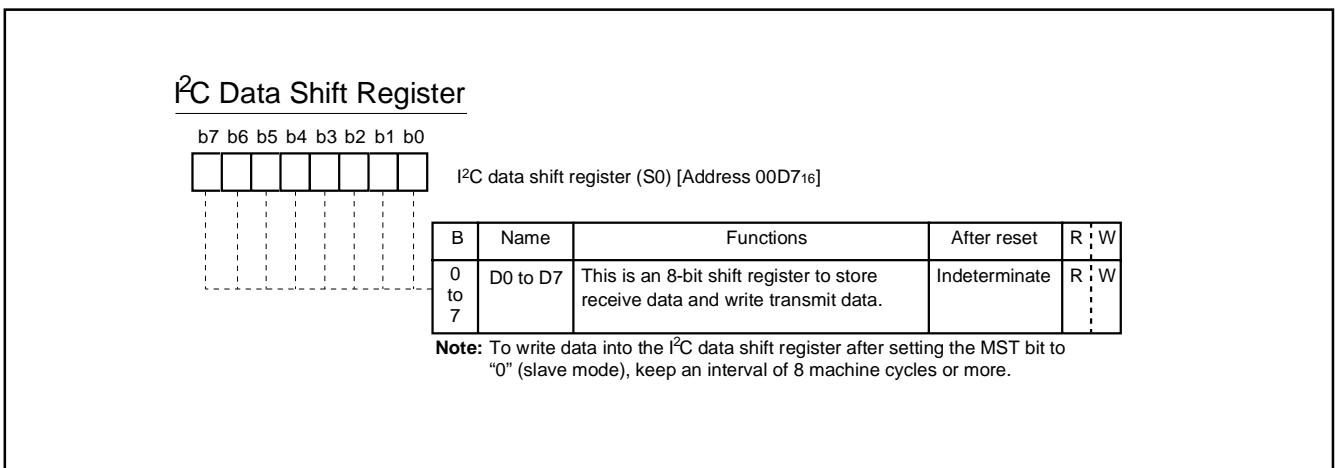 I²C Data Shift Register
b7 b6 b5 b4 b3 b2 b1 b0
I²C data shift register (S0) [Address 00D7₁₆]
B Name Functions After reset R W
0 to 7 D0 to D7 This is an 8-bit shift register to store Indeterminate R W
receive data and write transmit data.
Note: To write data into the I²C data shift register after setting the MST bit to
“0” (slave mode), keep an interval of 8 machine cycles or more.